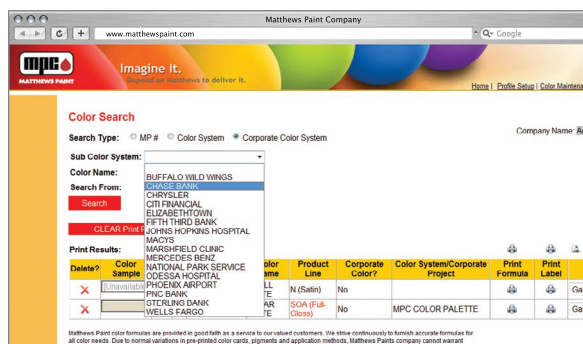 Matthews Paint Company
www.matthewspaint.com
Google
mpc
MATTHEWS PAINT
Imagine It.
Depend on Matthews to deliver it.
Home | Profile Setup | Color Maintena
Color Search
Company Name:
Search Type: MP # Color System Corporate Color System
Sub Color System:
Color Name:
Search From:
Search
BUFFALO WILD WINGS
CHASE BANK
CHRYSLER
CITI FINANCIAL
ELIZABETHTOWN
FIFTH THIRD BANK
JOHNS HOPKINS HOSPITAL
MACYS
MARSHFIELD CLINIC
MERCEDES BENZ
NATIONAL PARK SERVICE
ODESSA HOSPITAL
PHOENIX AIRPORT
PNC BANK
STERLING BANK
WELLS FARGO
CLEAR Print
Print Results:
Delete? Color Sample Product Line Corporate Color? Color System/Corporate Project Print Formula Print Label
(Unavailable N (Satin) No Ga
SOA (Full-Gloss) No MPC COLOR PALETTE Ga
Matthews Paint color formulas are provided in good faith as a service to our valued customers. We strive continuously to furnish accurate formulas for
all color needs. Due to normal variations in pre-printed color cards, pigments and application methods, Matthews Paints company cannot warrant